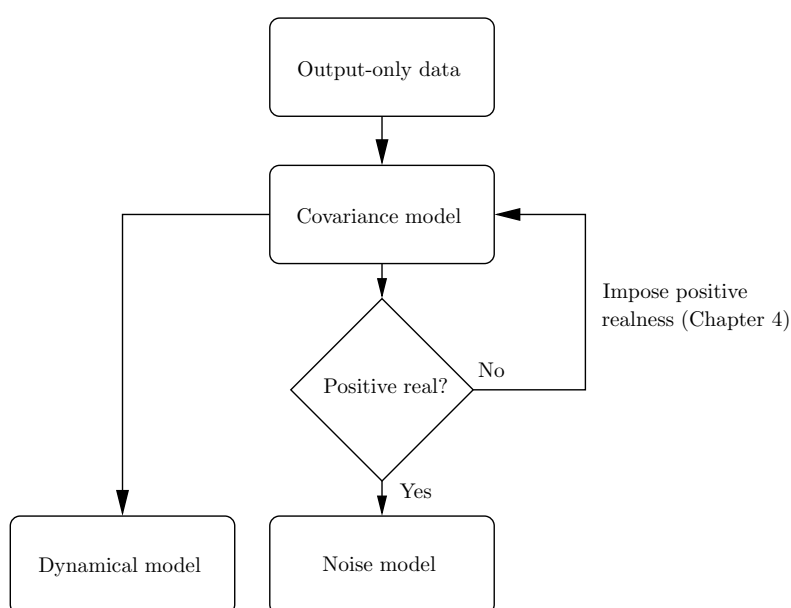 Output-only data
Covariance model
Impose positive
realness (Chapter 4)
No
Positive real?
Yes
Dynamical model
Noise model